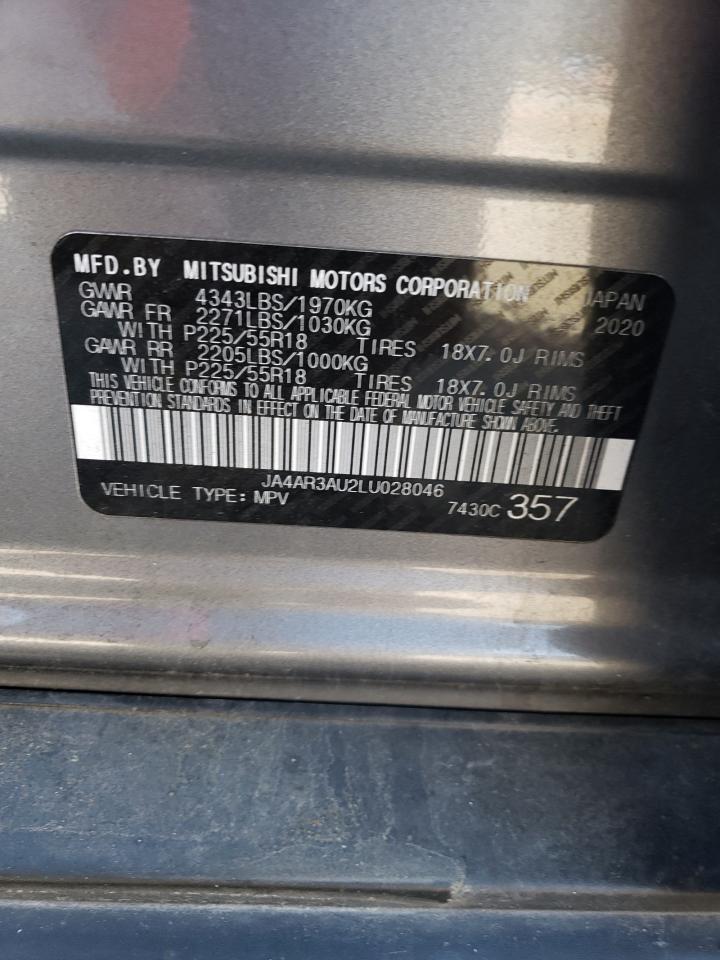 MFD.BY MITSUBISHI MOTORS CORPORATION JAPAN
GVWR 4343LBS/1970KG 2020
GAWR FR 2271LBS/1030KG
WITH P225/55R18 TIRES 18X7.0J RIMS
GAWR RR 2205LBS/1000KG
WITH P225/55R18 TIRES 18X7.0J RIMS
THIS VEHICLE CONFORMS TO ALL APPLICABLE FEDERAL MOTOR VEHICLE SAFETY AND THEFT
PREVENTION STANDARDS IN EFFECT ON THE DATE OF MANUFACTURE SHOWN ABOVE.
JA4AR3AU2LU028046
VEHICLE TYPE: MPV 7430C 357